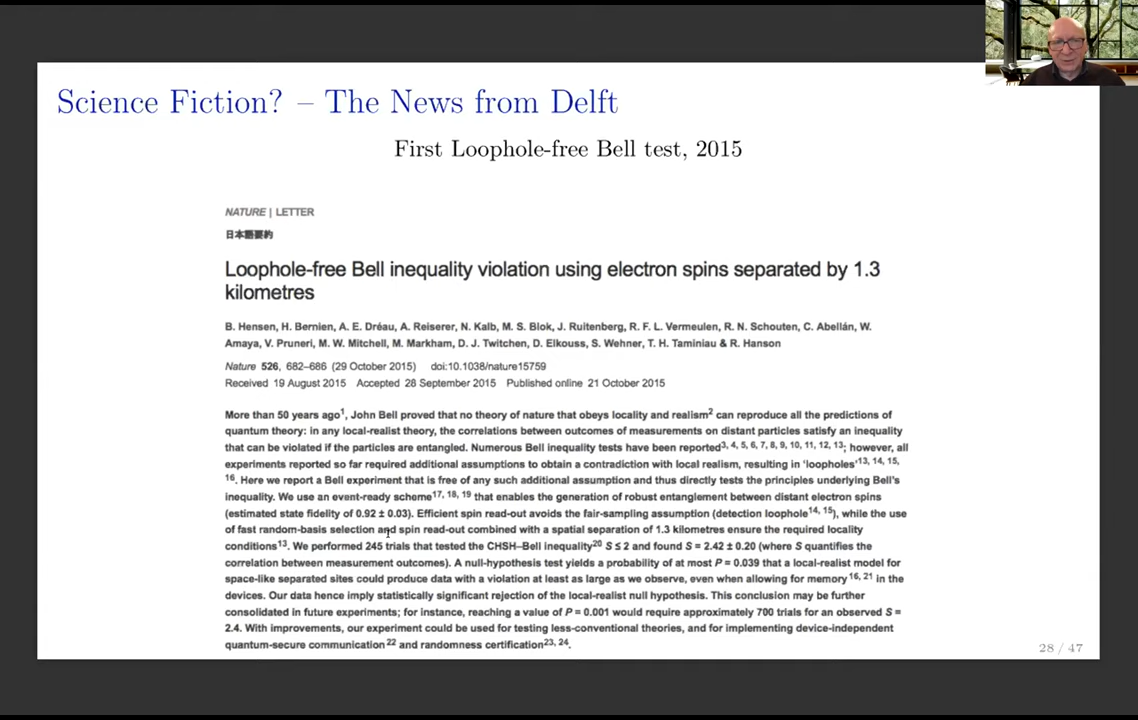 Science Fiction? – The News from Delft
First Loophole-free Bell test, 2015
NATURE | LETTER
日本語要約
Loophole-free Bell inequality violation using electron spins separated by 1.3
kilometres
B. Hensen, H. Bernien, A. E. Dréau, A. Reiserer, N. Kalb, M. S. Blok, J. Ruitenberg, R. F. L. Vermeulen, R. N. Schouten, C. Abellán, W.
Amaya, V. Pruneri, M. W. Mitchell, M. Markham, D. J. Twitchen, D. Elkouss, S. Wehner, T. H. Taminiau & R. Hanson
Nature 526, 682–686 (29 October 2015) doi:10.1038/nature15759
Received 19 August 2015 Accepted 28 September 2015 Published online 21 October 2015
More than 50 years ago1, John Bell proved that no theory of nature that obeys locality and realism2 can reproduce all the predictions of
quantum theory: in any local-realist theory, the correlations between outcomes of measurements on distant particles satisfy an inequality
that can be violated if the particles are entangled. Numerous Bell inequality tests have been reported3, 4, 5, 6, 7, 8, 9, 10, 11, 12, 13; however, all
experiments reported so far required additional assumptions to obtain a contradiction with local realism, resulting in ‘loopholes’13, 14, 15,
16. Here we report a Bell experiment that is free of any such additional assumption and thus directly tests the principles underlying Bell’s
inequality. We use an event-ready scheme17, 18, 19 that enables the generation of robust entanglement between distant electron spins
(estimated state fidelity of 0.92 ± 0.03). Efficient spin read-out avoids the fair-sampling assumption (detection loophole14, 15), while the use
of fast random-basis selection and spin read-out combined with a spatial separation of 1.3 kilometres ensure the required locality
conditions13. We performed 245 trials that tested the CHSH–Bell inequality20 S ≤ 2 and found S = 2.42 ± 0.20 (where S quantifies the
correlation between measurement outcomes). A null-hypothesis test yields a probability of at most P = 0.039 that a local-realist model for
space-like separated sites could produce data with a violation at least as large as we observe, even when allowing for memory16, 21 in the
devices. Our data hence imply statistically significant rejection of the local-realist null hypothesis. This conclusion may be further
consolidated in future experiments; for instance, reaching a value of P = 0.001 would require approximately 700 trials for an observed S =
2.4. With improvements, our experiment could be used for testing less-conventional theories, and for implementing device-independent
quantum-secure communication22 and randomness certification23, 24.
28 / 47